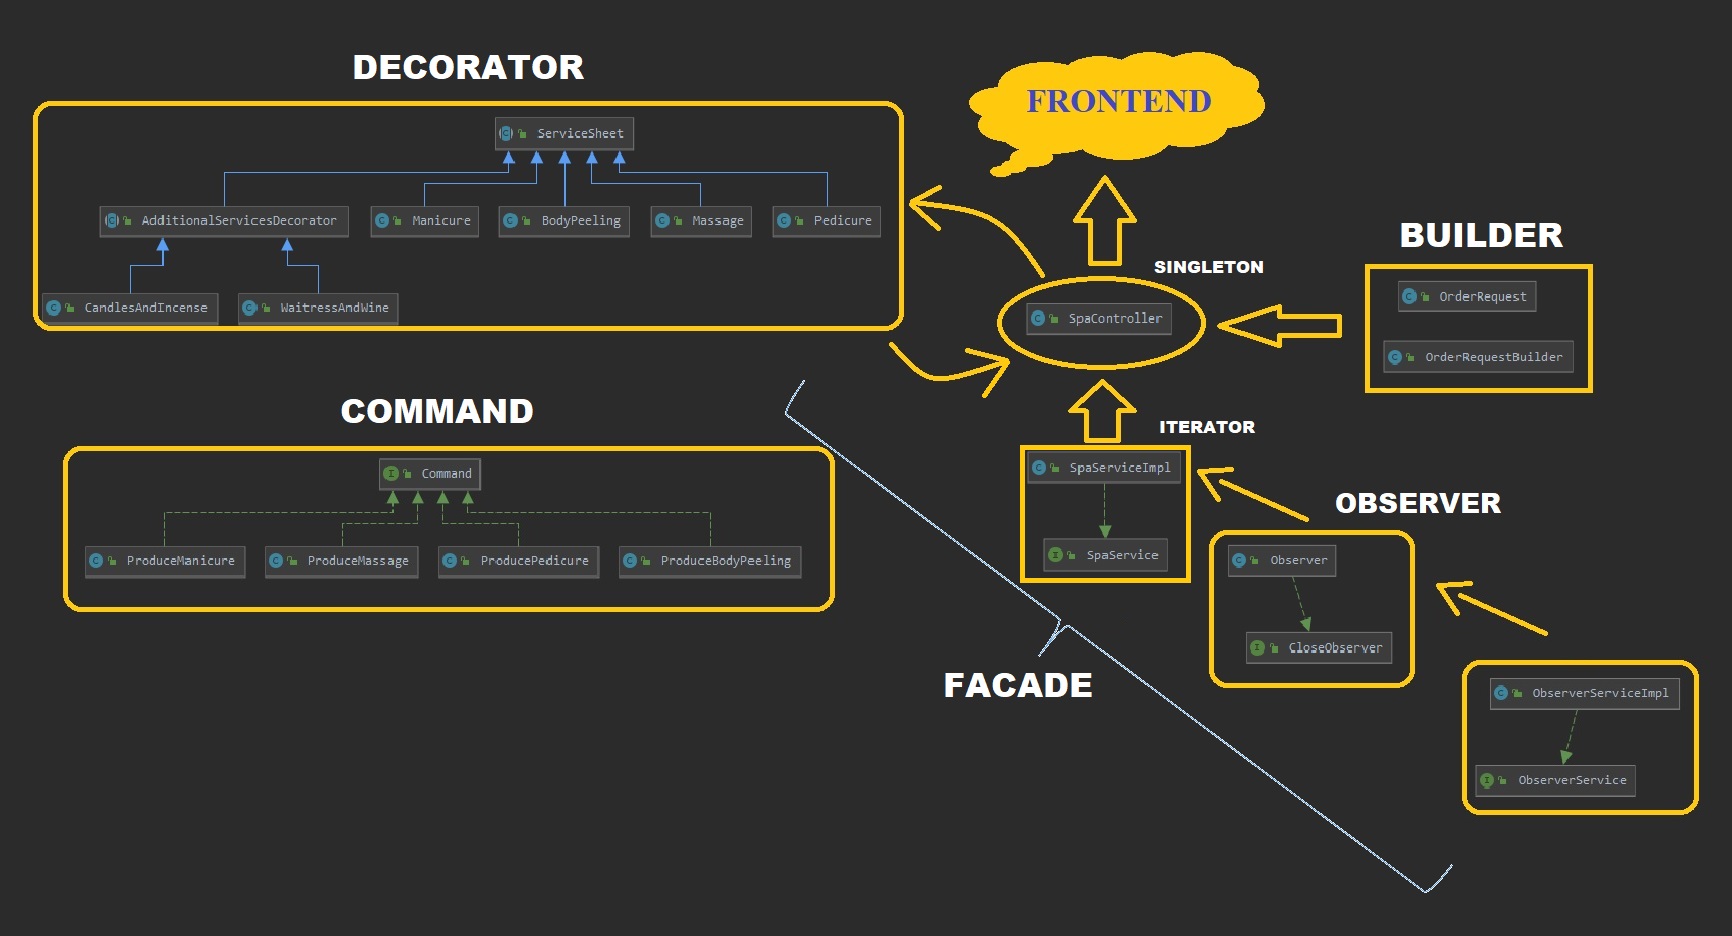 DECORATOR
ServiceSheet
AdditionalServicesDecorator
Manicure
BodyPeeling
Massage
Pedicure
CandlesAndIncense
WaitressAndWine
FRONTEND
SINGLETON
SpaController
BUILDER
OrderRequest
OrderRequestBuilder
COMMAND
Command
ProduceManicure
ProduceMassage
ProducePedicure
ProduceBodyPeeling
ITERATOR
SpaServiceImpl
SpaService
OBSERVER
Observer
CloseObserver
FACADE
ObserverServiceImpl
ObserverService